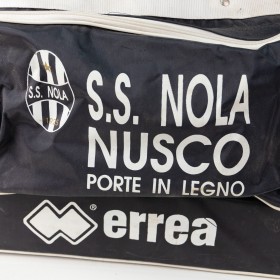 S.S. NOLA
S.S. NOLA
NUSCO
PORTE IN LEGNO
errea